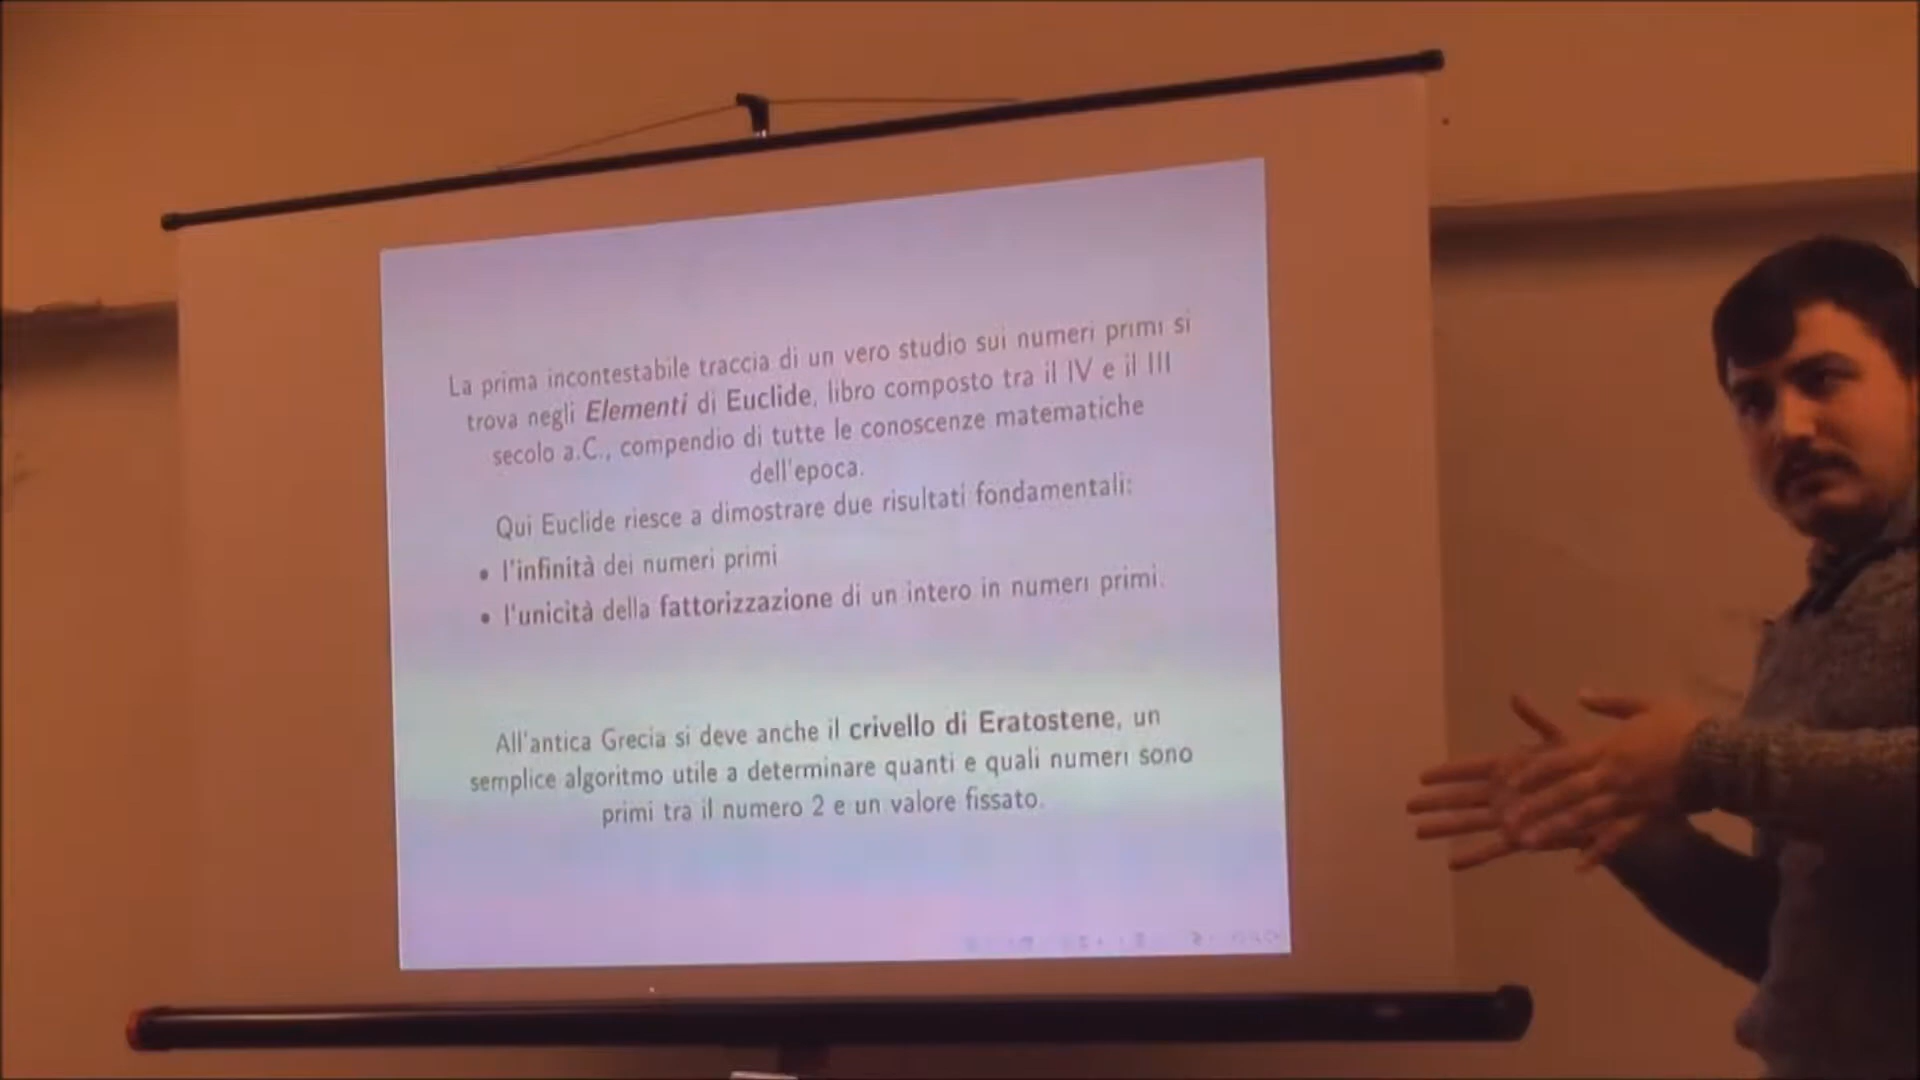 La prima incontestabile traccia di un vero studio sui numeri primi si
trova negli Elementi di Euclide, libro composto tra il IV e il III
secolo a.C., compendio di tutte le conoscenze matematiche
dell'epoca.
Qui Euclide riesce a dimostrare due risultati fondamentali:
• l'infinità dei numeri primi
• l'unicità della fattorizzazione di un intero in numeri primi.
All'antica Grecia si deve anche il crivello di Eratostene, un
semplice algoritmo utile a determinare quanti e quali numeri sono
primi tra il numero 2 e un valore fissato.